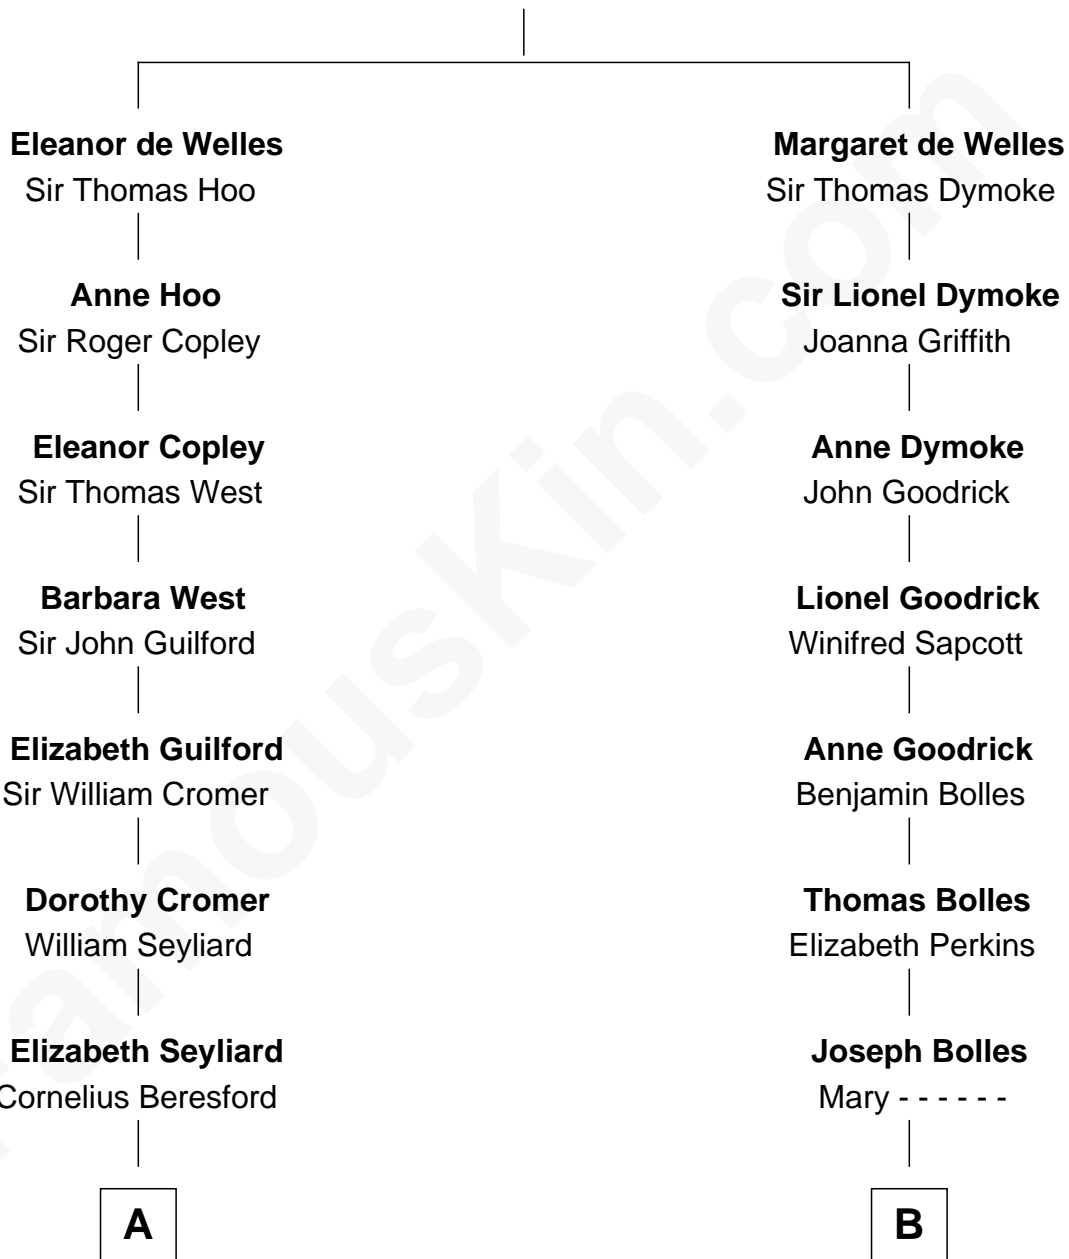 Eleanor de Welles
Sir Thomas Hoo
Margaret de Welles
Sir Thomas Dymoke
Anne Hoo
Sir Roger Copley
Sir Lionel Dymoke
Joanna Griffith
Eleanor Copley
Sir Thomas West
Anne Dymoke
John Goodrick
Barbara West
Sir John Guilford
Lionel Goodrick
Winifred Sapcott
Elizabeth Guilford
Sir William Cromer
Anne Goodrick
Benjamin Bolles
Dorothy Cromer
William Seyliard
Thomas Bolles
Elizabeth Perkins
Elizabeth Seyliard
Cornelius Beresford
Joseph Bolles
Mary - - - - - -
A
B
FamousKin.com